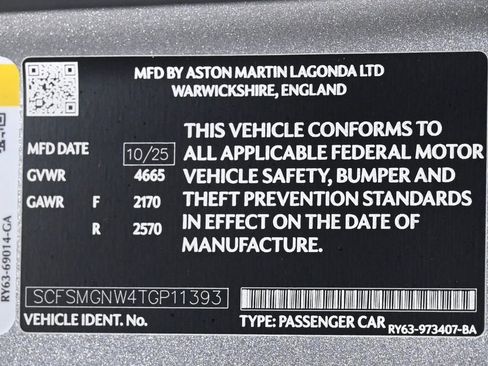 MFD BY ASTON MARTIN LAGONDA LTD
WARWICKSHIRE, ENGLAND
MFD DATE 10/25
GVWR 4665
GAWR F 2170
R 2570
THIS VEHICLE CONFORMS TO
ALL APPLICABLE FEDERAL MOTOR
VEHICLE SAFETY, BUMPER AND
THEFT PREVENTION STANDARDS
IN EFFECT ON THE DATE OF
MANUFACTURE.
SCFSMGNW4TGP11393
VEHICLE IDENT. No.
TYPE: PASSENGER CAR
RY63-973407-BA
RY63-69014-GA